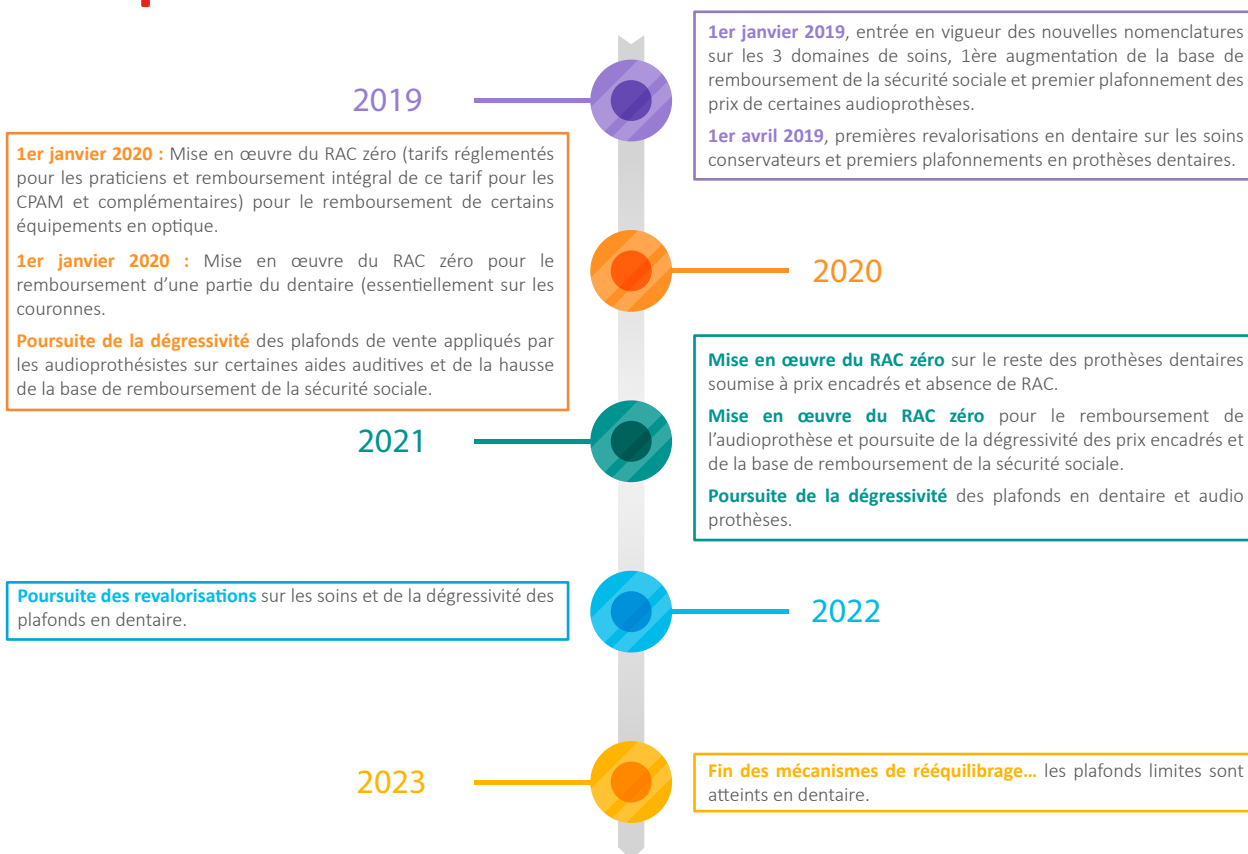 2019
1er janvier 2019, entrée en vigueur des nouvelles nomenclatures
sur les 3 domaines de soins, 1ère augmentation de la base de
remboursement de la sécurité sociale et premier plafonnement des
prix de certaines audioprothèses.
1er avril 2019, premières revalorisations en dentaire sur les soins
conservateurs et premiers plafonnements en prothèses dentaires.
1er janvier 2020 : Mise en œuvre du RAC zéro (tarifs réglementés
pour les praticiens et remboursement intégral de ce tarif pour les
CPAM et complémentaires) pour le remboursement de certains
équipements en optique.
1er janvier 2020 : Mise en œuvre du RAC zéro pour le
remboursement d’une partie du dentaire (essentiellement sur les
couronnes.
Poursuite de la dégressivité des plafonds de vente appliqués par
les audioprothésistes sur certaines aides auditives et de la hausse
de la base de remboursement de la sécurité sociale.
2020
2021
Mise en œuvre du RAC zéro sur le reste des prothèses dentaires
soumise à prix encadrés et absence de RAC.
Mise en œuvre du RAC zéro pour le remboursement de
l’audioprothèse et poursuite de la dégressivité des prix encadrés et
de la base de remboursement de la sécurité sociale.
Poursuite de la dégressivité des plafonds en dentaire et audio
prothèses.
Poursuite des revalorisations sur les soins et de la dégressivité des
plafonds en dentaire.
2022
2023
Fin des mécanismes de rééquilibrage... les plafonds limites sont
atteints en dentaire.